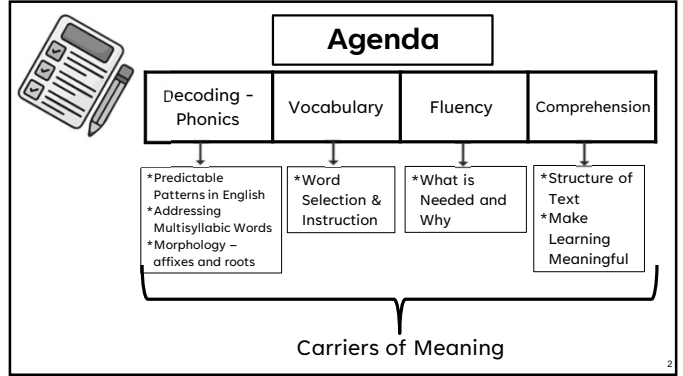 Agenda
Decoding -
Phonics
Vocabulary
Fluency
Comprehension
*Predictable
Patterns in English
*Addressing
Multisyllabic Words
*Morphology –
affixes and roots
*Word
Selection &
Instruction
*What is
Needed and
Why
*Structure of
Text
*Make
Learning
Meaningful
Carriers of Meaning
2